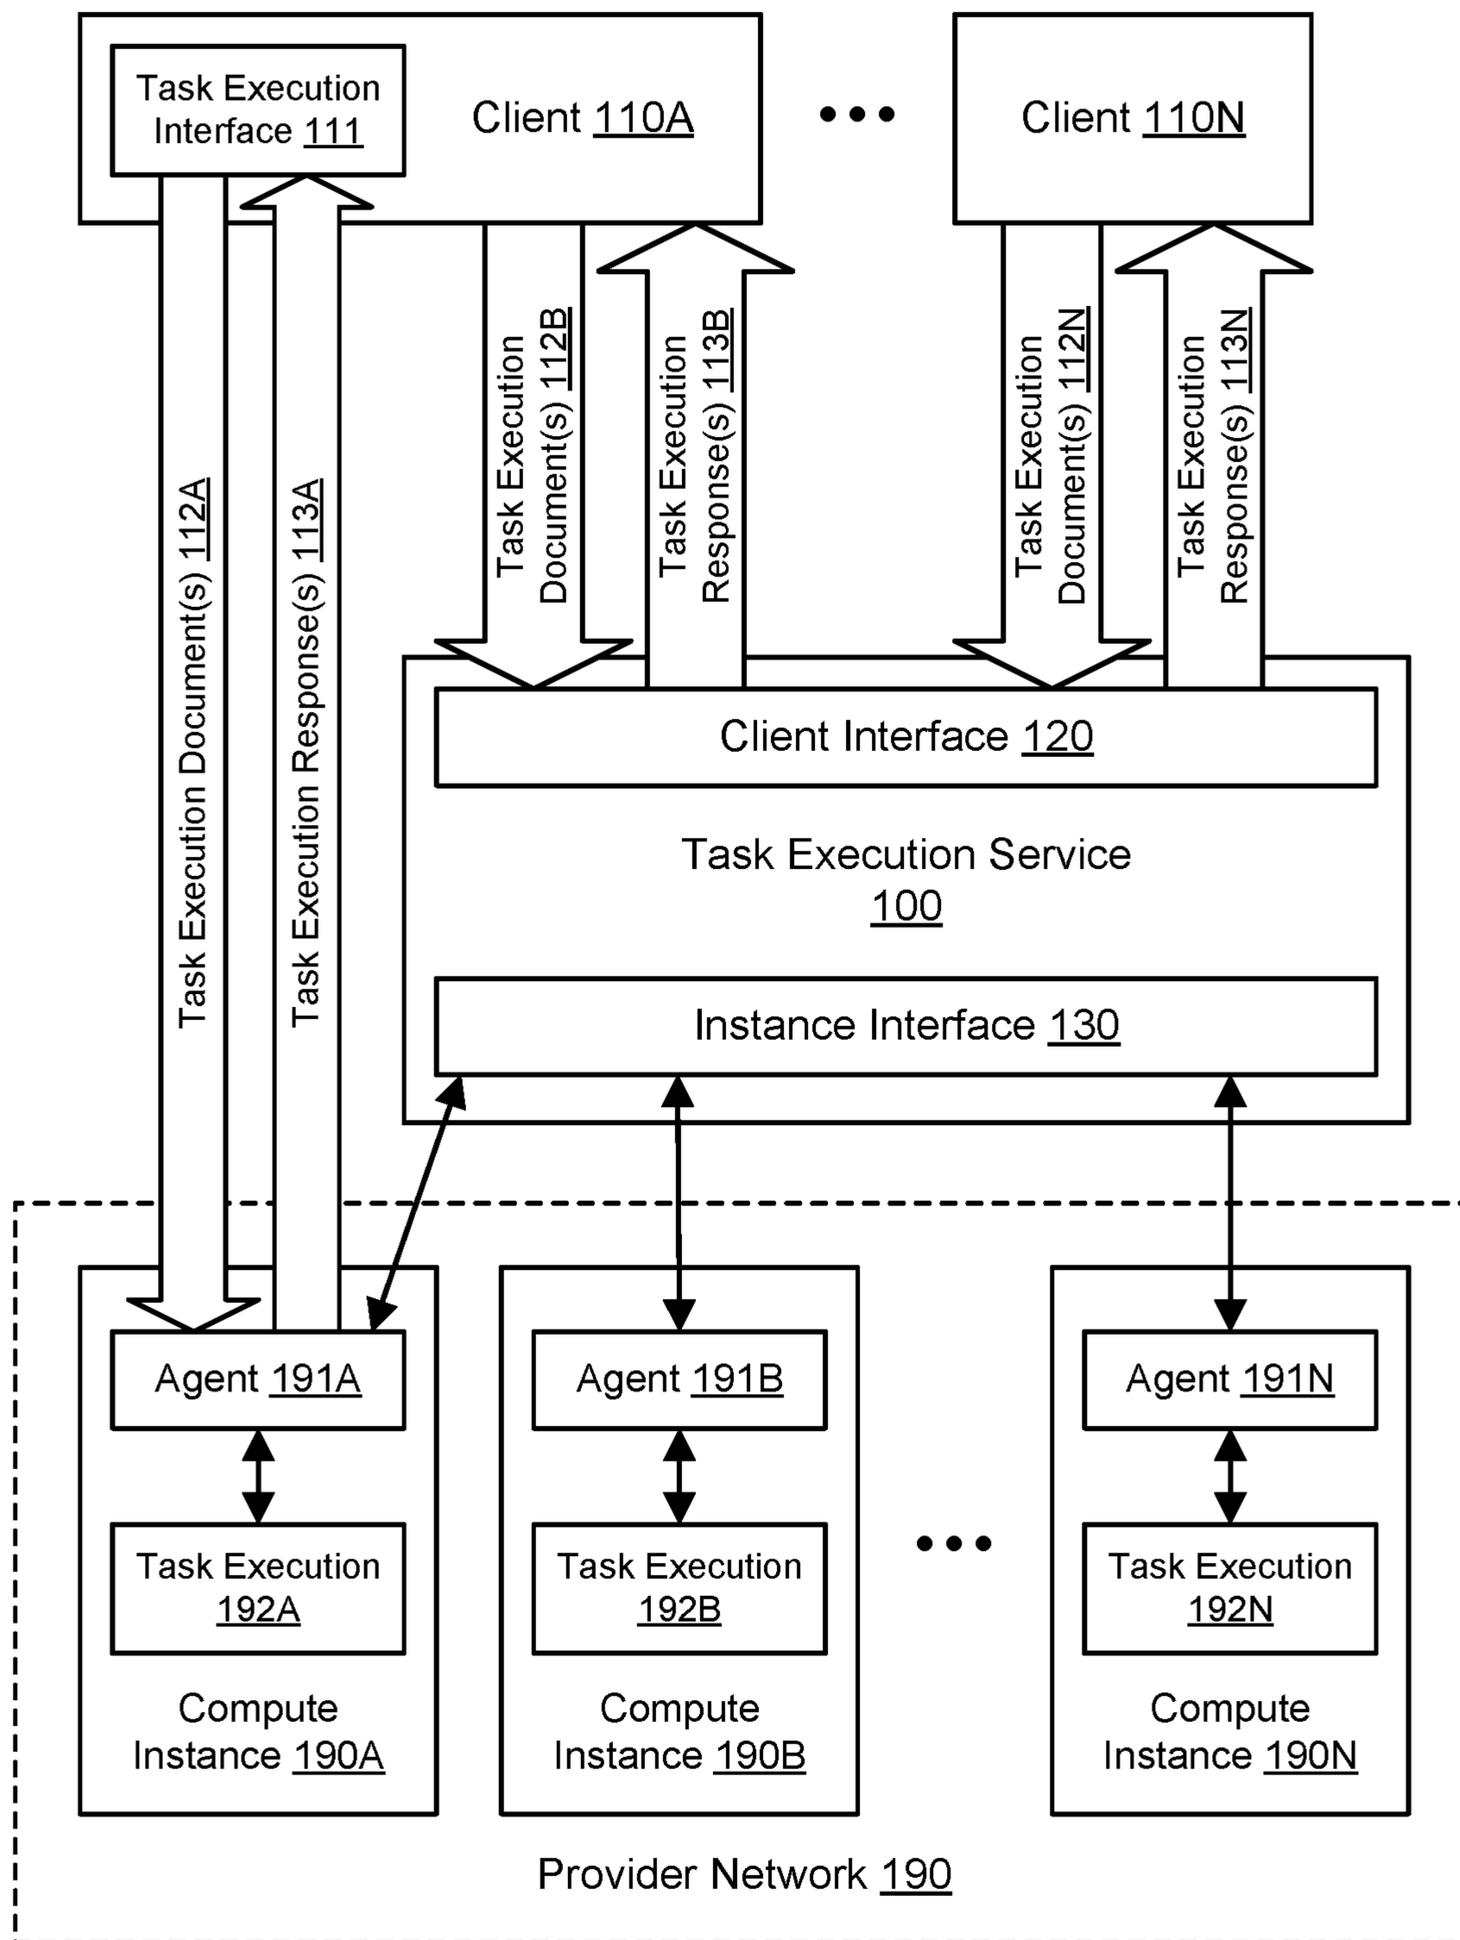 Task Execution
Interface 111
Client 110A
Client 110N
Task Execution Document(s) 112A
Task Execution Response(s) 113A
Task Execution
Document(s) 112B
Task Execution
Response(s) 113B
Task Execution
Document(s) 112N
Task Execution
Response(s) 113N
Client Interface 120
Task Execution Service
100
Instance Interface 130
Agent 191A
Agent 191B
Agent 191N
Task Execution
192A
Task Execution
192B
Task Execution
192N
Compute
Instance 190A
Compute
Instance 190B
Compute
Instance 190N
Provider Network 190